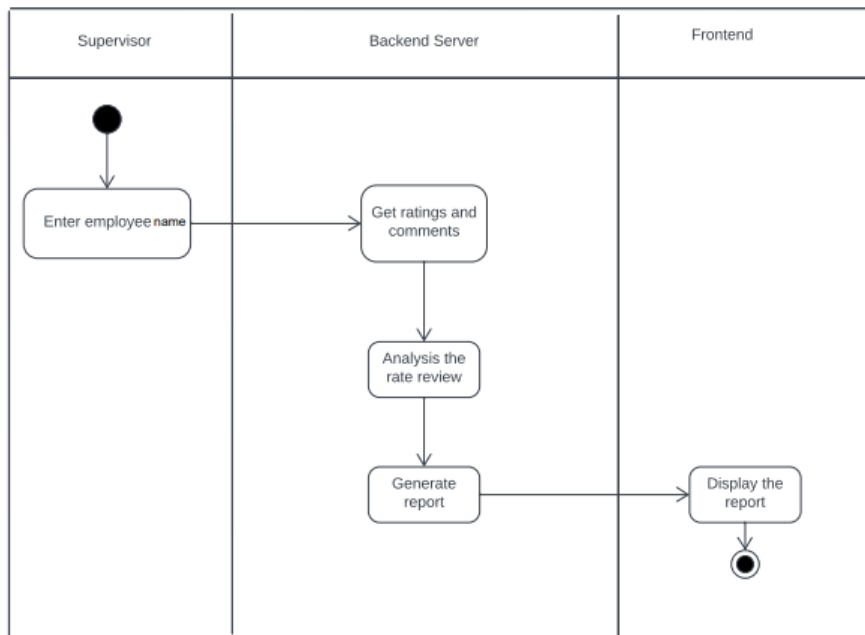 Supervisor
Backend Server
Frontend
Enter employee name
Get ratings and
comments
Analysis the
rate review
Generate
report
Display the
report